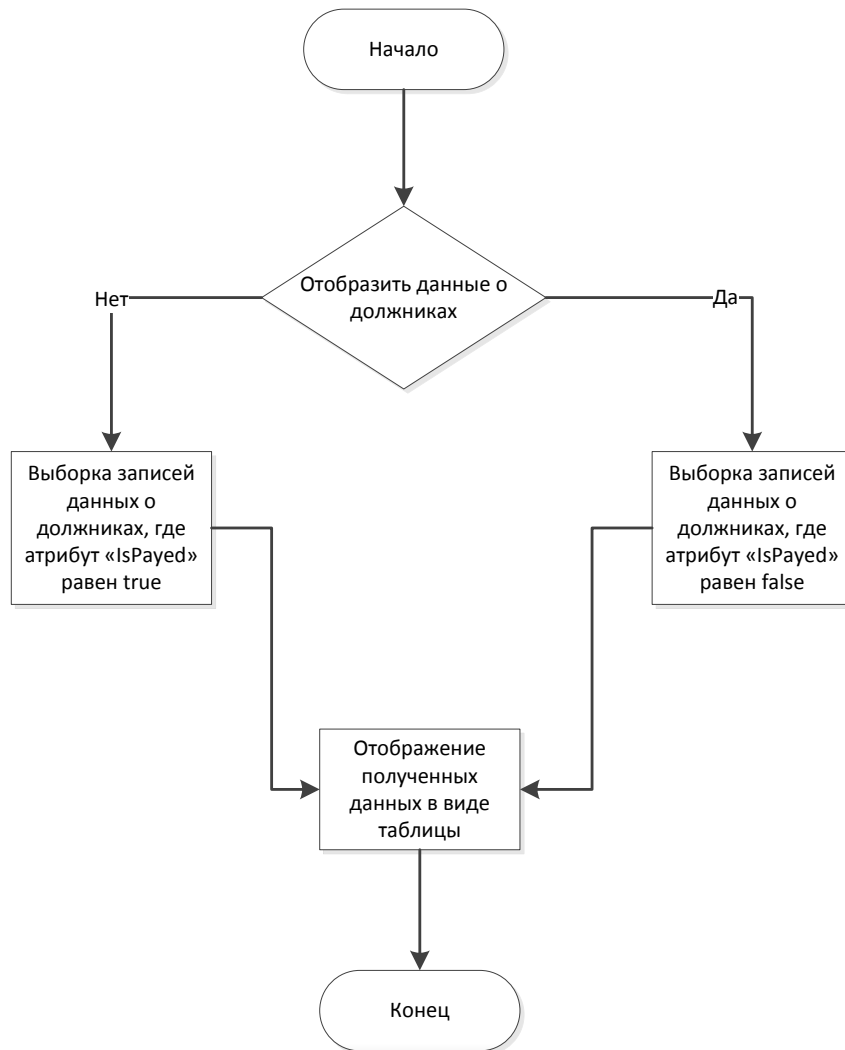 Начало
Отобразить данные о
должниках
Нет
Да
Выборка записей
данных о
должниках, где
атрибут «IsPayed»
равен true
Выборка записей
данных о
должниках, где
атрибут «IsPayed»
равен false
Отображение
полученных
данных в виде
таблицы
Конец